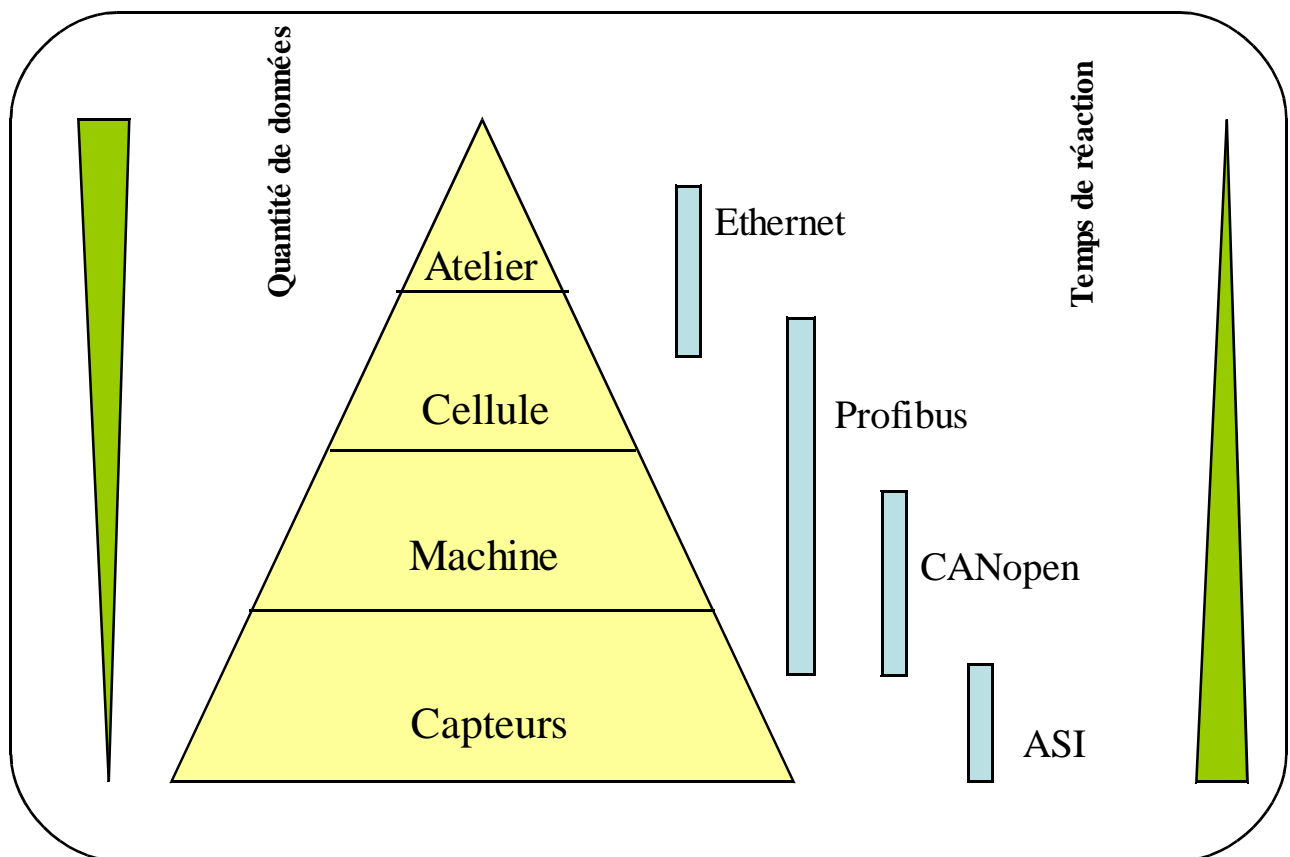 Quantité de données
Temps de réaction
Ethernet
Atelier
Cellule
Profibus
Machine
CANopen
Capteurs
ASI